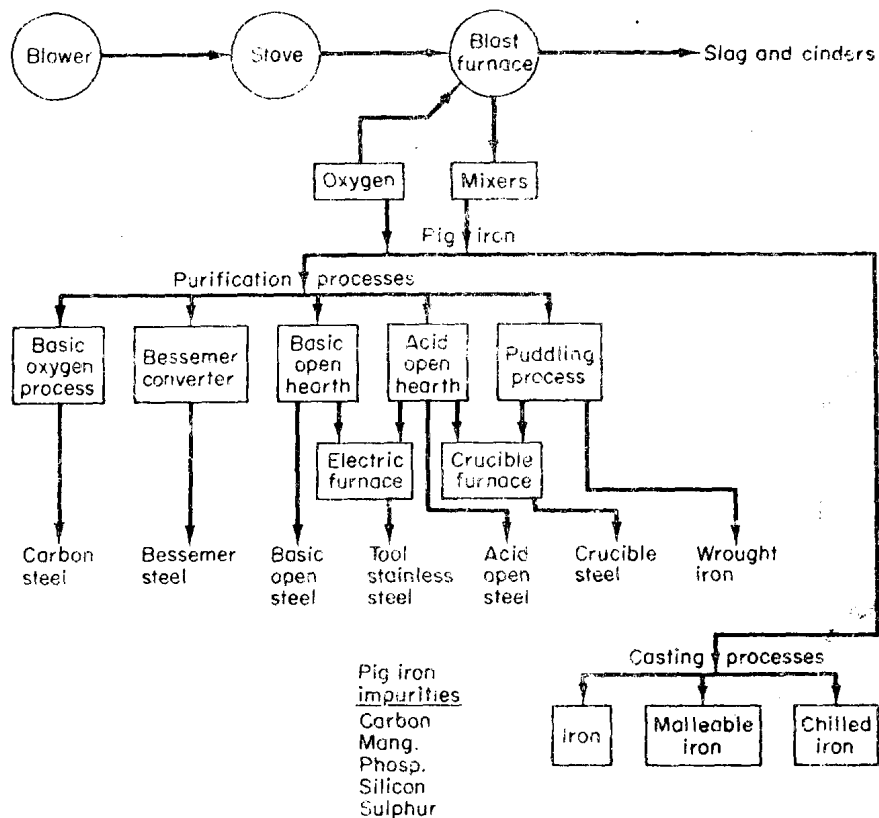 Blower
Stove
Blast
furnace
Slag and cinders
Oxygen
Mixers
Pig iron
Purification processes
Basic
oxygen
process
Bessemer
converter
Basic
open
hearth
Acid
open
hearth
Puddling
process
Electric
furnace
Crucible
furnace
Carbon
steel
Bessemer
steel
Basic
open
steel
Tool
stainless
steel
Acid
open
steel
Crucible
steel
Wrought
iron
Casting processes
Iron
Malleable
iron
Chilled
iron
Pig iron
impurities
Carbon
Mang.
Phosp.
Silicon
Sulphur